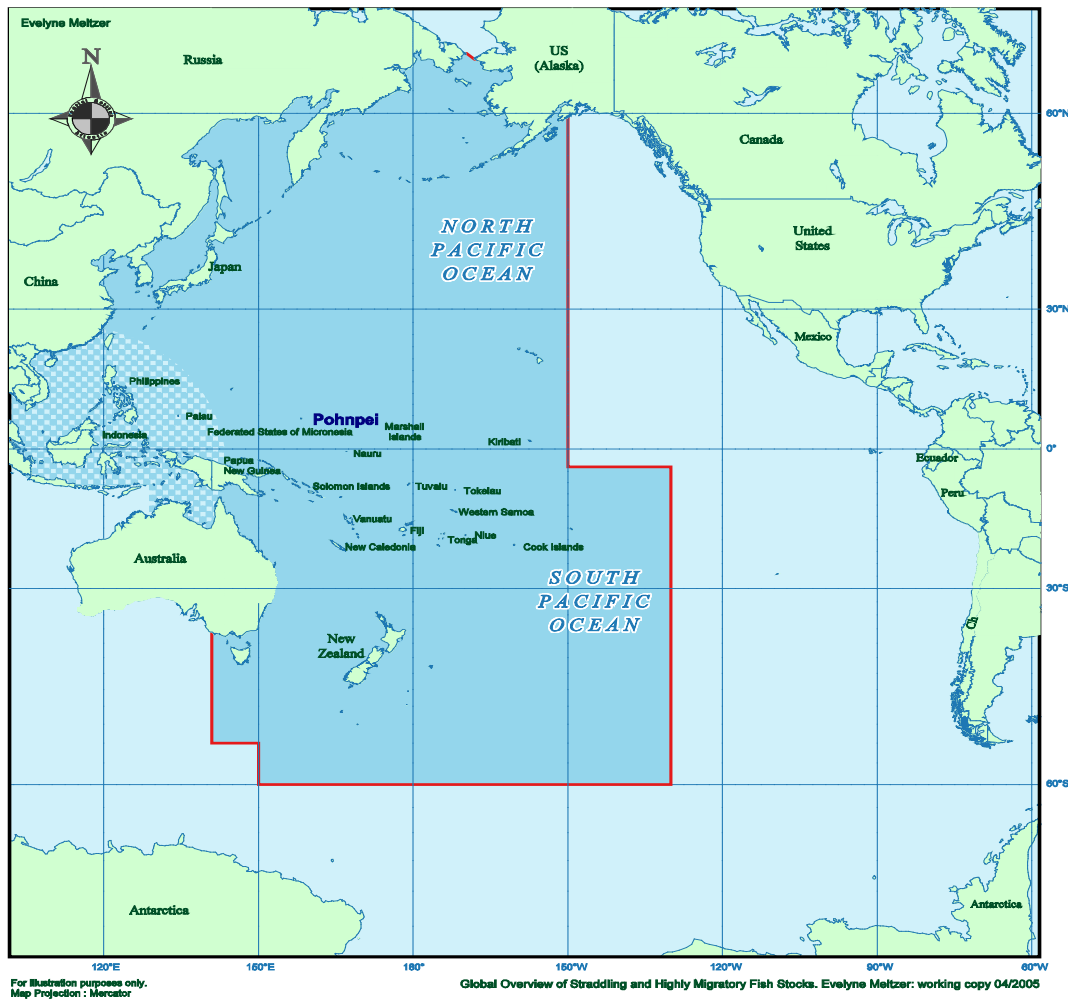 Evelyne Meltzer
N
Russia
US
(Alaska)
60°N
Canada
NORTH
PACIFIC
OCEAN
United
States
Japan
China
30°N
Mexico
Philippines
Palau
Pohnpei
Federated States of Micronesia
Marshall
Islands
Indonesia
Kiribati
0°
Nauru
Ecuador
Papua
New Guinea
Solomon Islands
Tuvalu
Tokelau
Peru
Western Samoa
Vanuatu
Fiji
Niue
Tonga
New Caledonia
Cook Islands
Australia
SOUTH
PACIFIC
OCEAN
30°S
New
Zealand
60°S
Antarctica
Antarctica
120°E
150°E
180°
150°W
120°W
90°W
60°W
For illustration purposes only.
Map Projection : Mercator
Global Overview of Straddling and Highly Migratory Fish Stocks. Evelyne Meltzer: working copy 04/2005